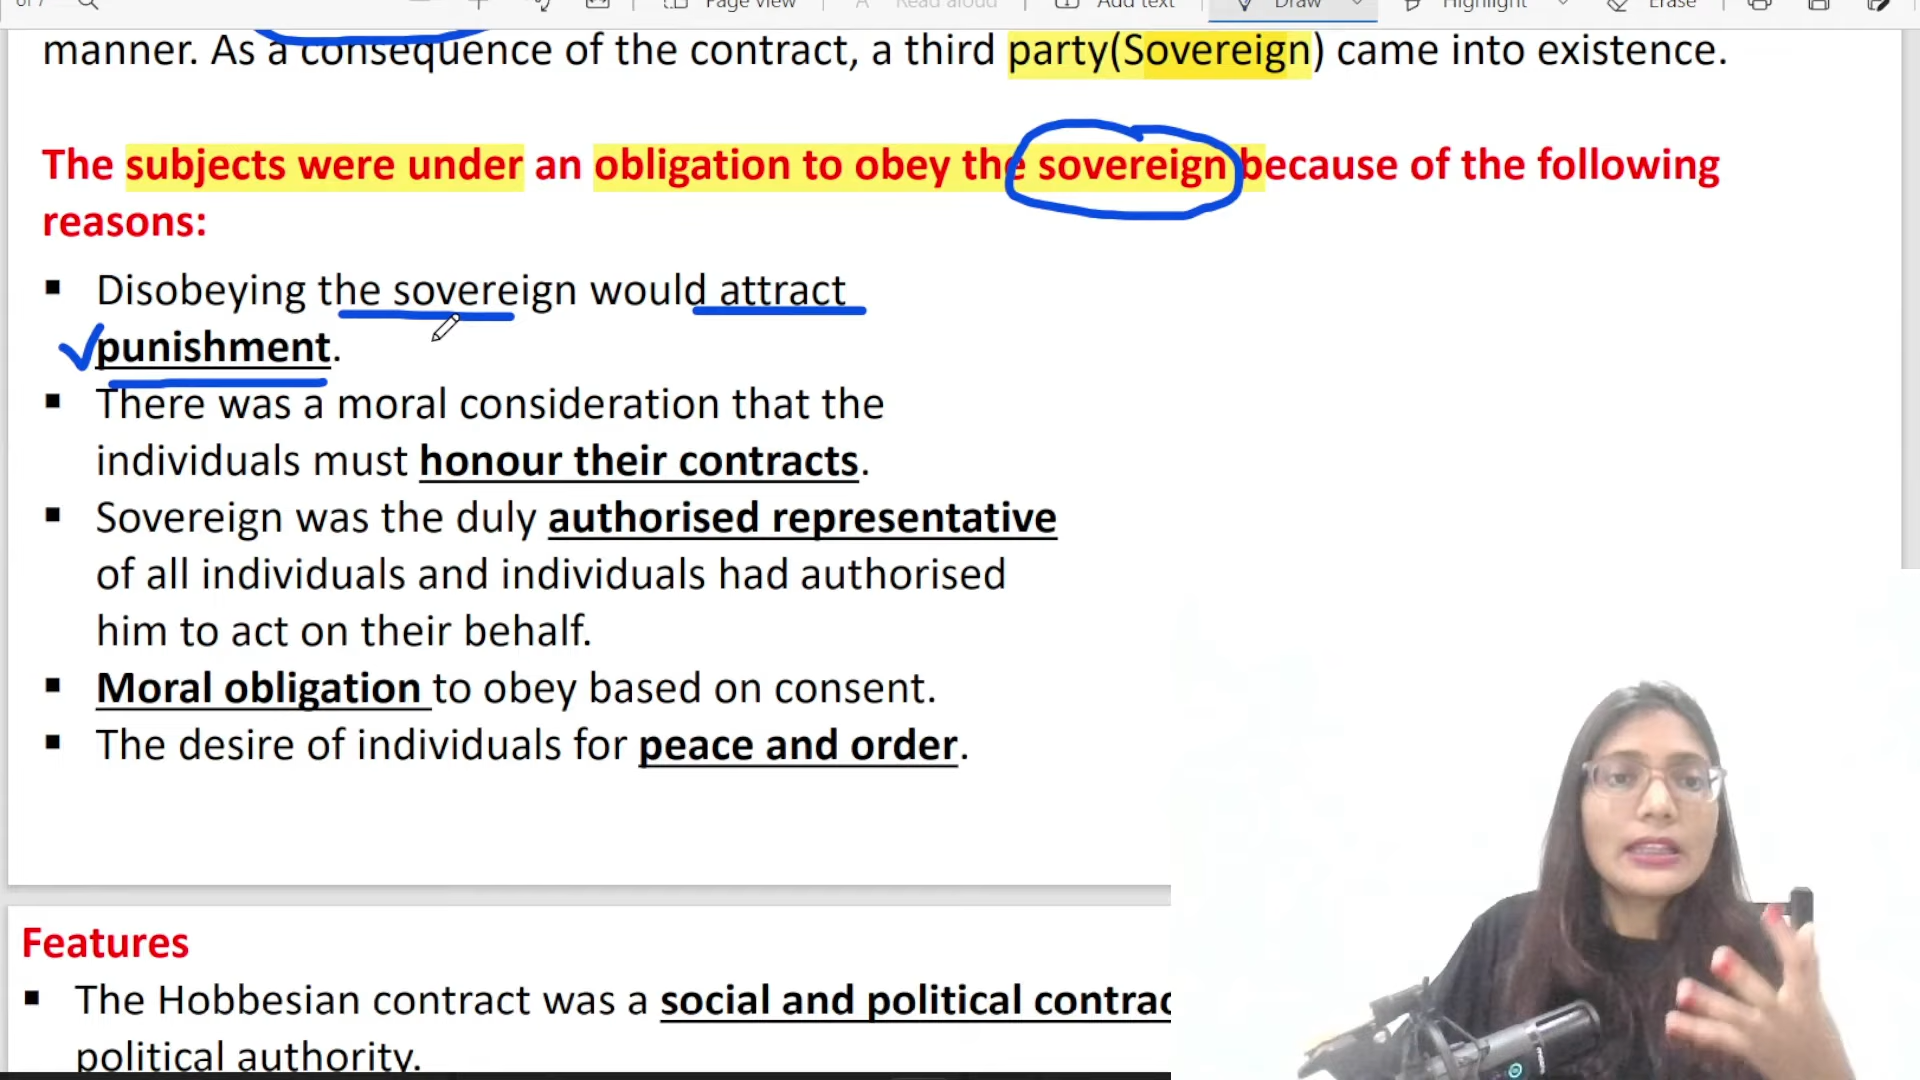 Page view
Read aloud
Add text
Draw
Highlight
Erase
manner. As a consequence of the contract, a third party(Sovereign) came into existence.
The subjects were under an obligation to obey the sovereign because of the following
reasons:
▪ Disobeying the sovereign would attract
punishment.
▪ There was a moral consideration that the
individuals must honour their contracts.
▪ Sovereign was the duly authorised representative
of all individuals and individuals had authorised
him to act on their behalf.
▪ Moral obligation to obey based on consent.
▪ The desire of individuals for peace and order.
Features
▪ The Hobbesian contract was a social and political contrac
political authority.